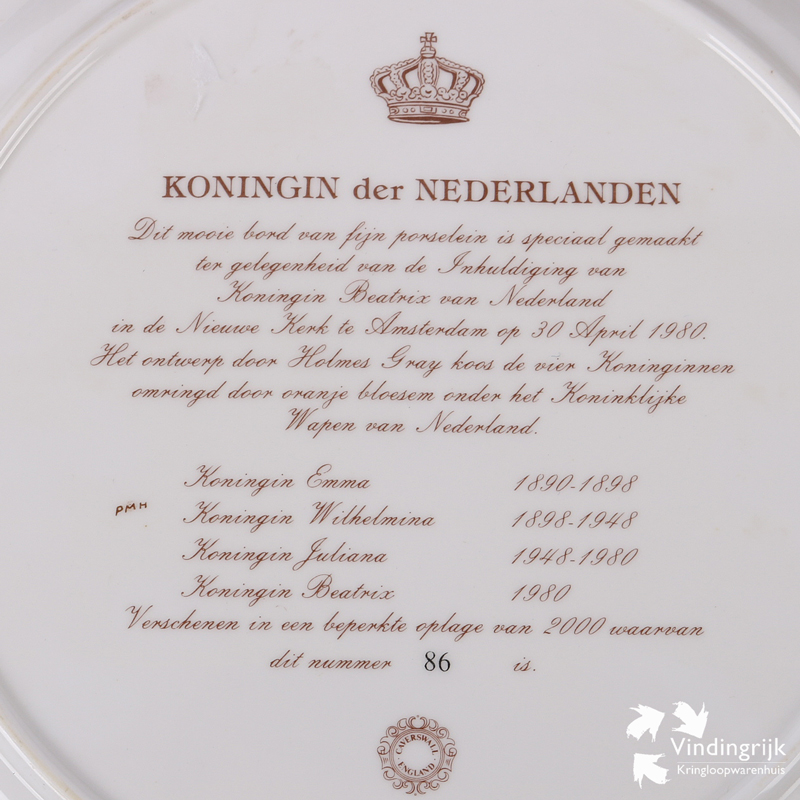 KONINGIN der NEDERLANDEN
Dit mooie bord van fijn porselein is speciaal gemaakt
ter gelegenheid van de Inhuldiging van
Koningin Beatrix van Nederland
in de Nieuwe Kerk te Amsterdam op 30 April 1980.
Het ontwerp door Holmes Gray koos de vier Koninginnen
omringd door oranje bloesem onder het Koninklijke
Wapen van Nederland.
Koningin Emma 1890-1898
PMH
Koningin Wilhelmina 1898-1948
Koningin Juliana 1948-1980
Koningin Beatrix 1980
Verschenen in een beperkte oplage van 2000 waarvan
dit nummer 86 is.
CAVERSWALL
ENGLAND
Vindingrijk
Kringloopwarenhuis